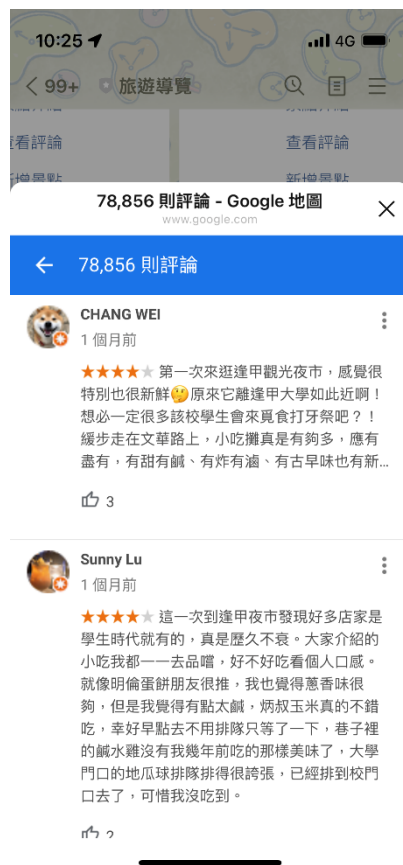 10:25
4G
99+
旅遊導覽
查看評論
查看評論
新增景點
新增景點
78,856 則評論 - Google 地圖
www.google.com
78,856 則評論
CHANG WEI
1 個月前
第一次來逛逢甲觀光夜市，感覺很
特別也很新鮮🤔原來它離逢甲大學如此近啊！
想必一定很多該校學生會來覓食打牙祭吧？！
緩步走在文華路上，小吃攤真是有夠多，應有
盡有，有甜有鹹、有炸有滷、有古早味也有新...
3
Sunny Lu
1 個月前
這一次到逢甲夜市發現好多店家是
學生時代就有的，真是歷久不衰。大家介紹的
小吃我都一一去品嚐，好不好吃看個人口感。
就像明倫蛋餅朋友很推，我也覺得蔥香味很
夠，但是我覺得有點太鹹，炳叔玉米真的不錯
吃，幸好早點去不用排隊只等了一下，巷子裡
的鹹水雞沒有我幾年前吃的那樣美味了，大學
門口的地瓜球排隊排得很誇張，已經排到校門
口去了，可惜我沒吃到。
2